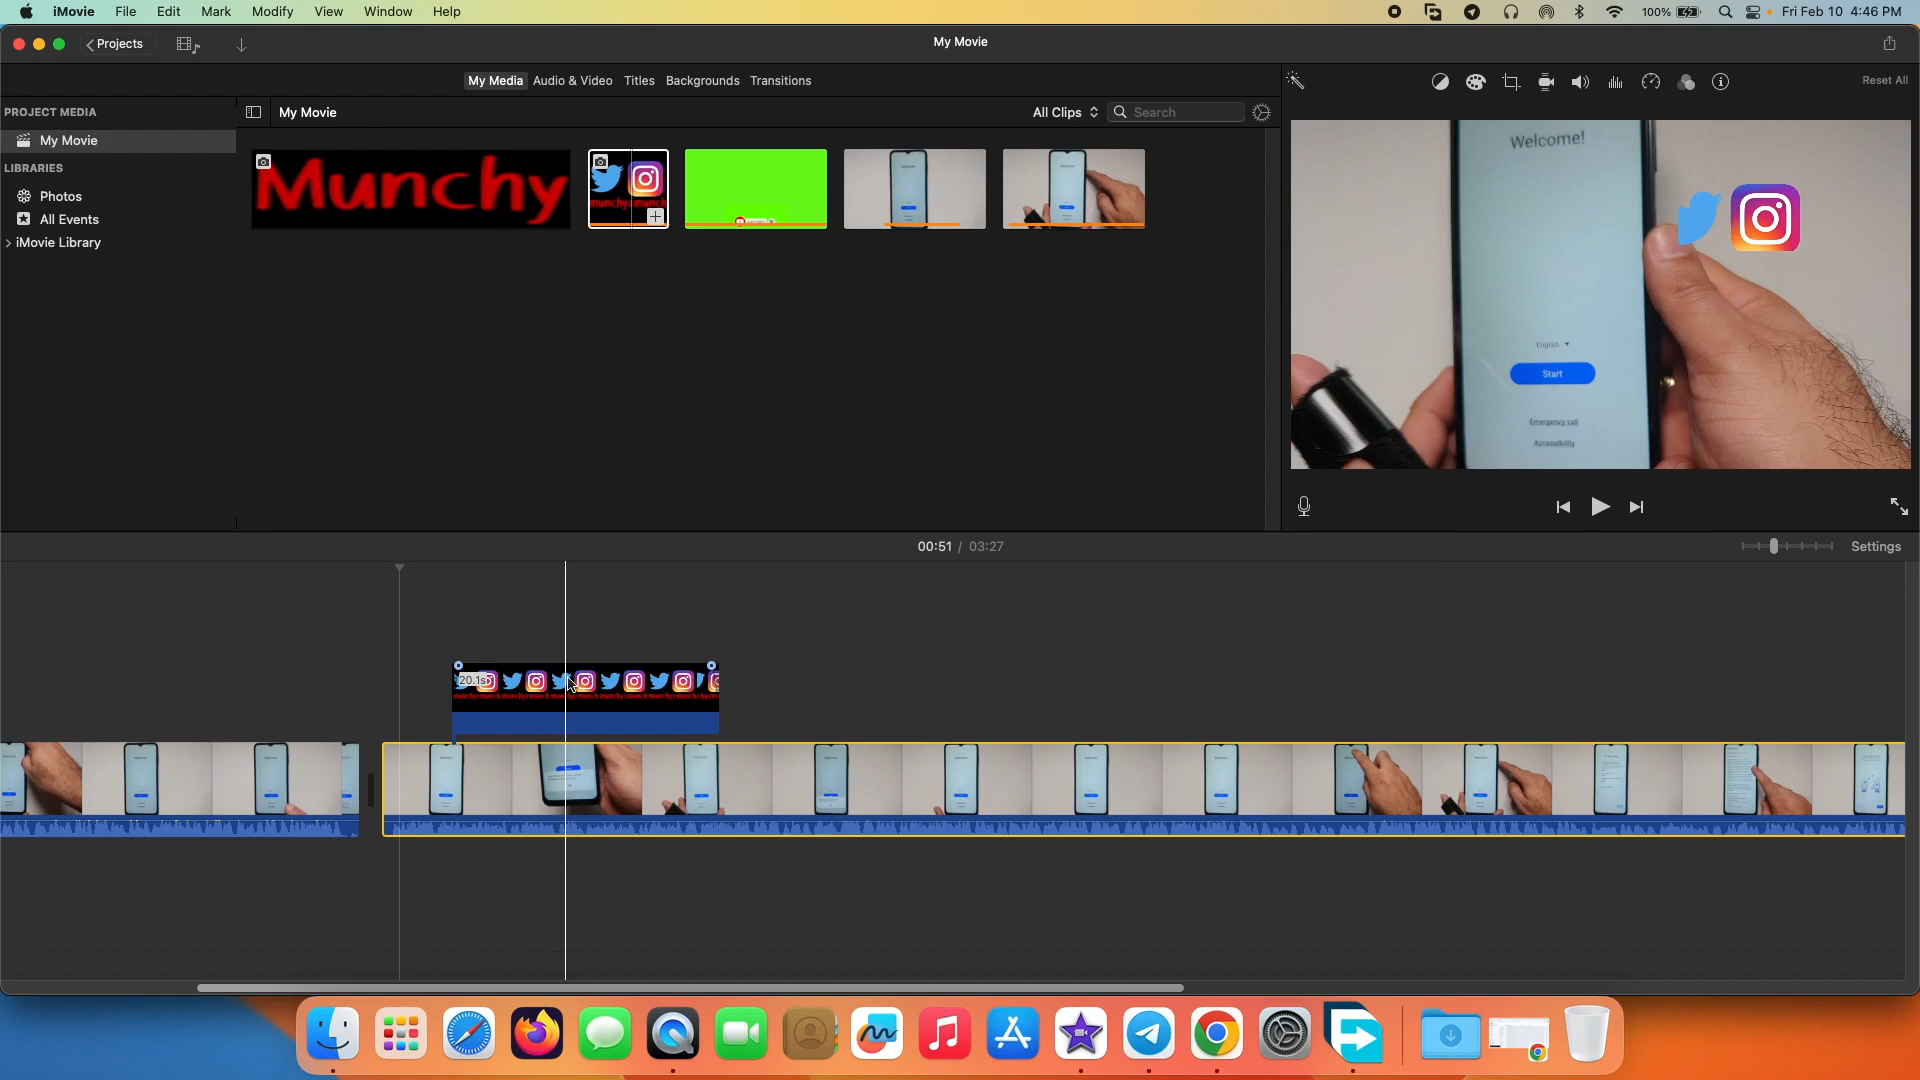 iMovie File Edit Mark Modify View Window Help
100% Fri Feb 10 4:46 PM
Projects
My Movie
My Media Audio & Video Titles Backgrounds Transitions
Reset All
PROJECT MEDIA
My Movie
All Clips
Search
My Movie
LIBRARIES
Photos
All Events
iMovie Library
Munchy
munchy munch
Welcome!
English
Start
Emergency call
Accessibility
00:51 / 03:27
Settings
20.1s